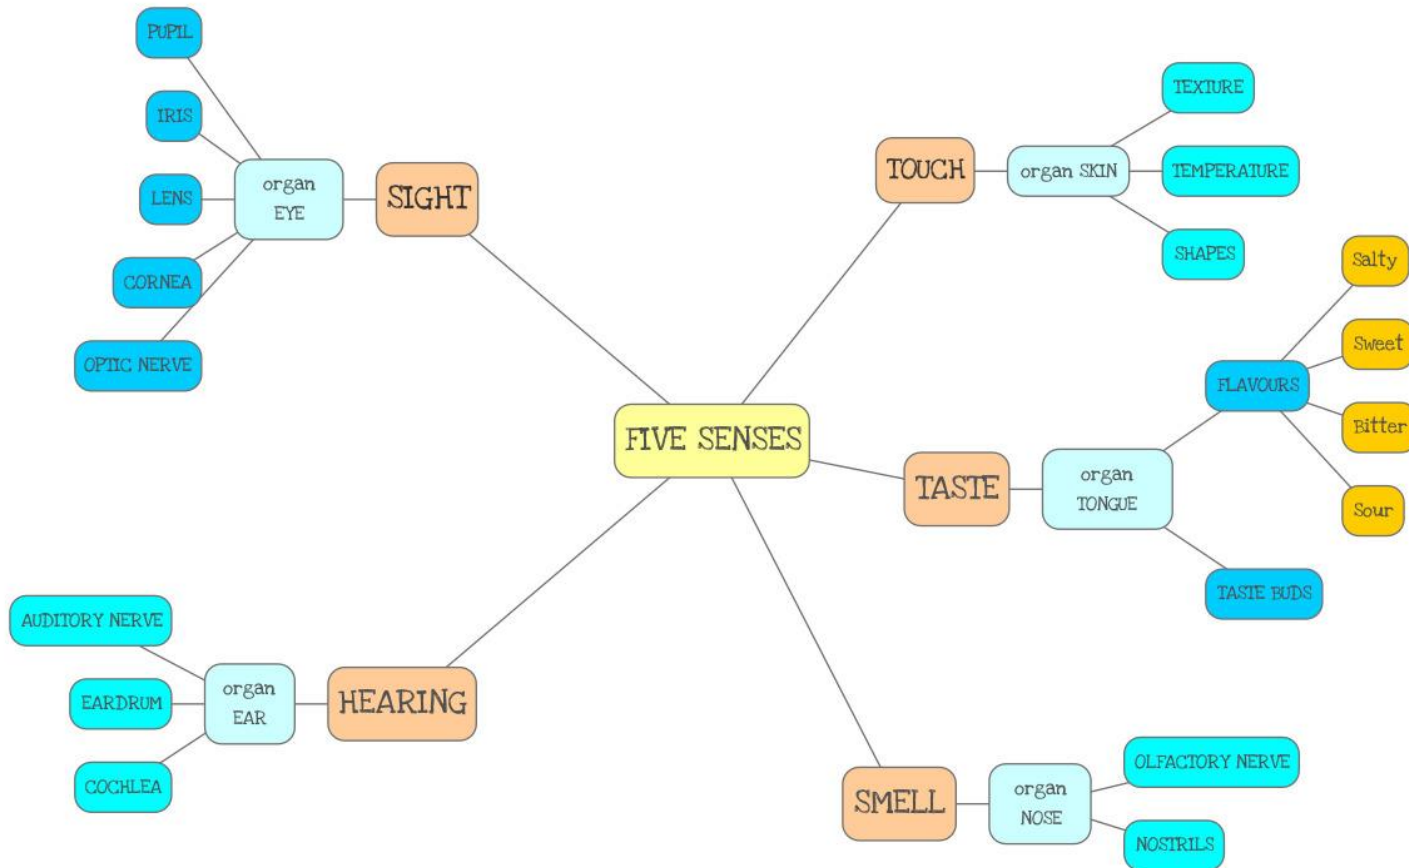 FIVE SENSES
SIGHT
organ
EYE
PUPIL
IRIS
LENS
CORNEA
OPTIC NERVE
TOUCH
organ SKIN
TEXTURE
TEMPERATURE
SHAPES
TASTE
organ
TONGUE
FLAVOURS
Salty
Sweet
Bitter
Sour
TASTE BUDS
HEARING
organ
EAR
AUDITORY NERVE
EARDRUM
COCHLEA
SMELL
organ
NOSE
OLFACTORY NERVE
NOSTRILS